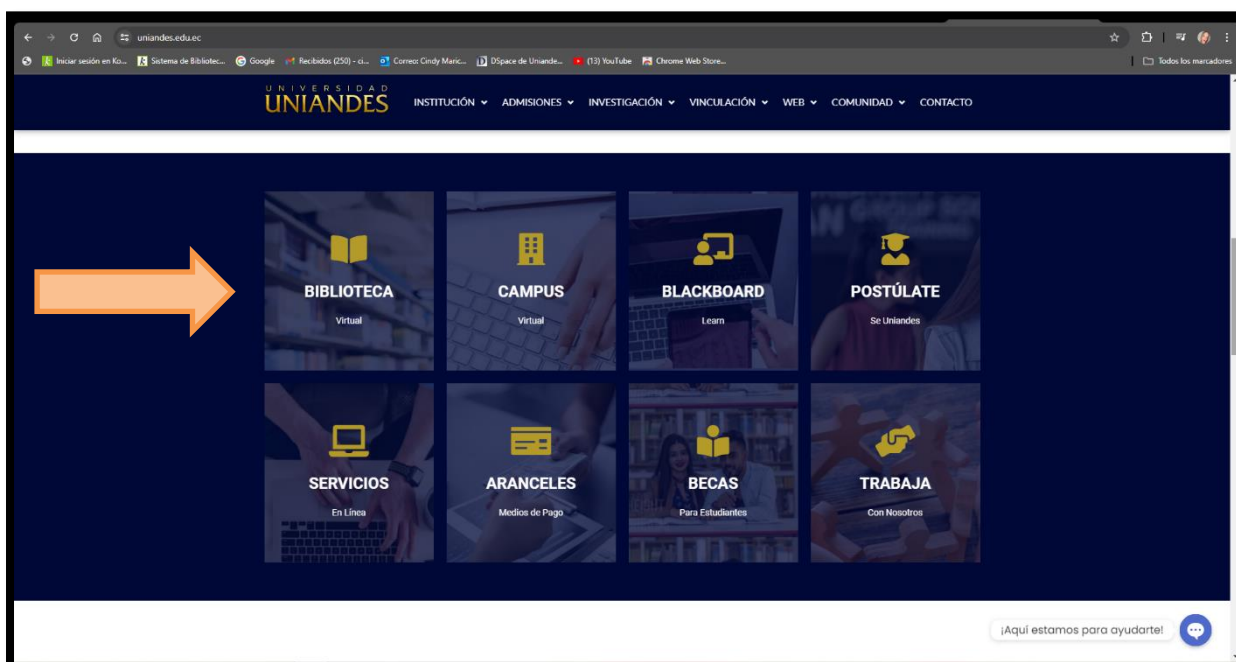 uniandes.edu.ec
Iniciar sesión en Ko... Sistema de Bibliotec... Google Recibidos (250) - ci... Correo: Cindy Maric... DSpace de Uniande... (13) YouTube Chrome Web Store... Todos los marcadores
UNIVERSIDAD
UNIANDES
INSTITUCIÓN ADMISIONES INVESTIGACIÓN VINCULACIÓN WEB COMUNIDAD CONTACTO
BIBLIOTECA CAMPUS BLACKBOARD POSTÚLATE
Virtual Virtual Learn Se Uniandes
SERVICIOS ARANCELES BECAS TRABAJA
En Línea Medios de Pago Para Estudiantes Con Nosotros
¡Aquí estamos para ayudarte!